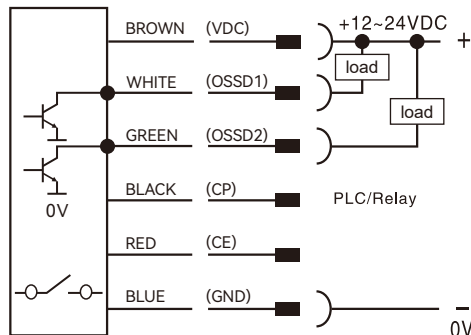 BROWN (VDC) +12~24VDC +
WHITE (OSSD1) load
GREEN (OSSD2) load
0V
BLACK (CP) PLC/Relay
RED (CE)
BLUE (GND) −
0V